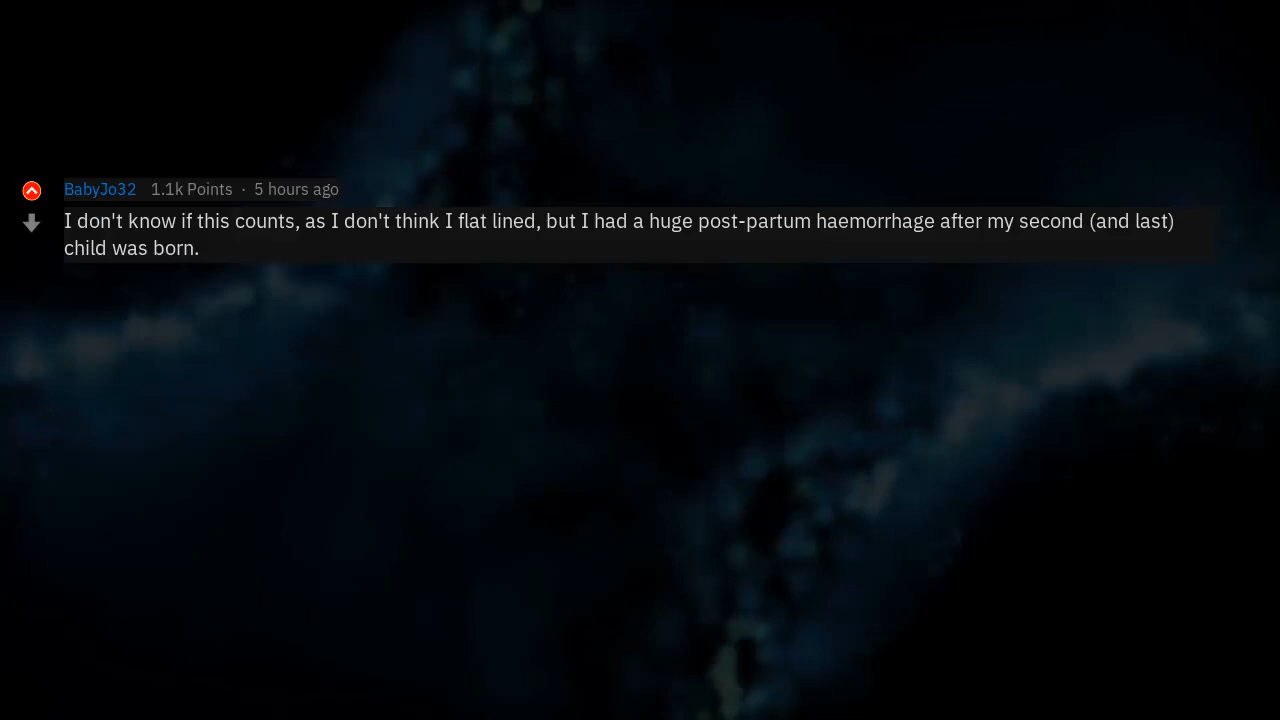 BabyJo32 1.1k Points · 5 hours ago
I don't know if this counts, as I don't think I flat lined, but I had a huge post-partum haemorrhage after my second (and last)
child was born.